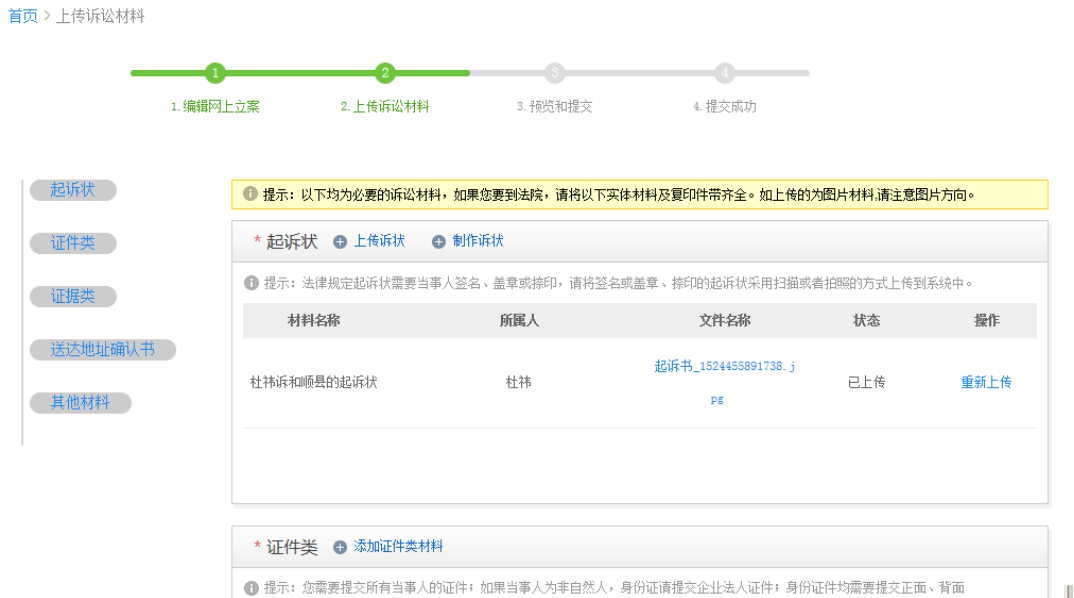 首页 > 上传诉讼材料
1 2 3 4
1.编辑网上立案 2.上传诉讼材料 3.预览和提交 4.提交成功
起诉状
证件类
证据类
送达地址确认书
其他材料
提示：以下均为必要的诉讼材料，如果您要到法院，请将以下实体材料及复印件带齐全。如上传的为图片材料,请注意图片方向。
* 起诉状 上传诉状 制作诉状
提示：法律规定起诉状需要当事人签名、盖章或捺印，请将签名或盖章、捺印的起诉状采用扫描或者拍照的方式上传到系统中。
材料名称 所属人 文件名称 状态 操作
杜祎诉和顺县的起诉状 杜祎 起诉书_1524455891738.j 已上传 重新上传
pg
* 证件类 添加证件类材料
提示：您需要提交所有当事人的证件；如果当事人为非自然人，身份证请提交企业法人证件；身份证件均需要提交正面、背面